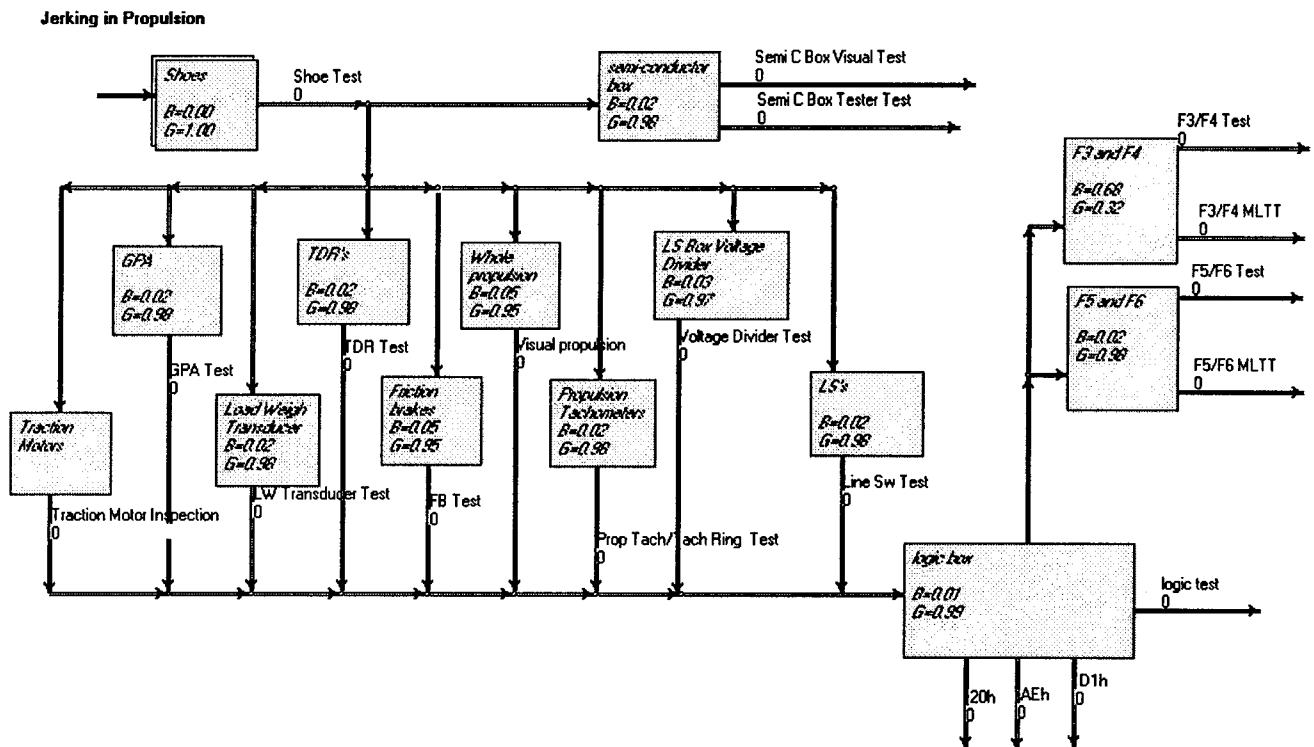 Jerking in Propulsion
Shoes
B=0.00
G=1.00
Shoe Test
0
semi-conductor
box
B=0.02
G=0.98
Semi C Box Visual Test
0
Semi C Box Tester Test
0
F3 and F4
B=0.68
G=0.32
F3/F4 Test
0
F3/F4 MLTT
0
F5 and F6
B=0.02
G=0.98
F5/F6 Test
0
F5/F6 MLTT
0
GPA
B=0.02
G=0.98
GPA Test
0
TDR's
B=0.02
G=0.98
TDR Test
0
Whole
propulsion
B=0.05
G=0.95
Visual propulsion
0
LS Box Voltage
Divider
B=0.03
G=0.97
Voltage Divider Test
0
Traction
Motors
Traction Motor Inspection
0
Load Weigh
Transducer
B=0.02
G=0.98
LW Transducer Test
0
Friction
brakes
B=0.05
G=0.95
FB Test
0
Propulsion
Tachometers
B=0.02
G=0.98
Prop Tach/Tach Ring Test
0
LS's
B=0.02
G=0.98
Line Sw Test
0
logic box
B=0.01
G=0.99
logic test
0
20h
0
AEh
0
D1h
0